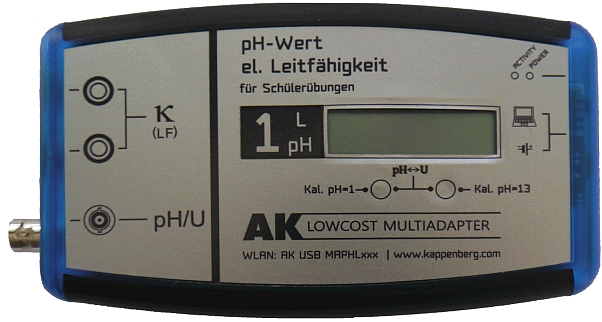 pH-Wert
el. Leitfähigkeit
für Schülerübungen
ACTIVITY
POWER
κ
(LF)
1 L
pH
pH↔U
Kal. pH=1
Kal. pH=13
pH/U
AK LOWCOST MULTIADAPTER
WLAN: AK USB MAPHLxxx | www.kappenberg.com